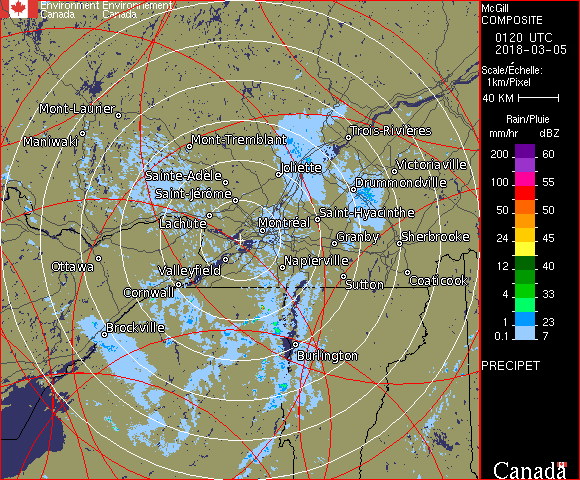 Environment Environnement
Canada Canada
McGill
COMPOSITE
0120 UTC
2018-03-05
Scale/Échelle:
1km/Pixel
40 KM
Rain/Pluie
mm/hr dBZ
200 60
100 55
50 50
24 45
12 40
4 33
1 23
0.1 7
PRECIPET
Canada
Mont-Laurier
Maniwaki
Mont-Tremblant
Trois-Rivières
Sainte-Adèle
Joliette
Victoriaville
Saint-Jérôme
Drummondville
Lachute
Montréal
Saint-Hyacinthe
Granby
Sherbrooke
Ottawa
Valleyfield
Napierville
Cornwall
Sutton
Coaticook
Brockville
Burlington